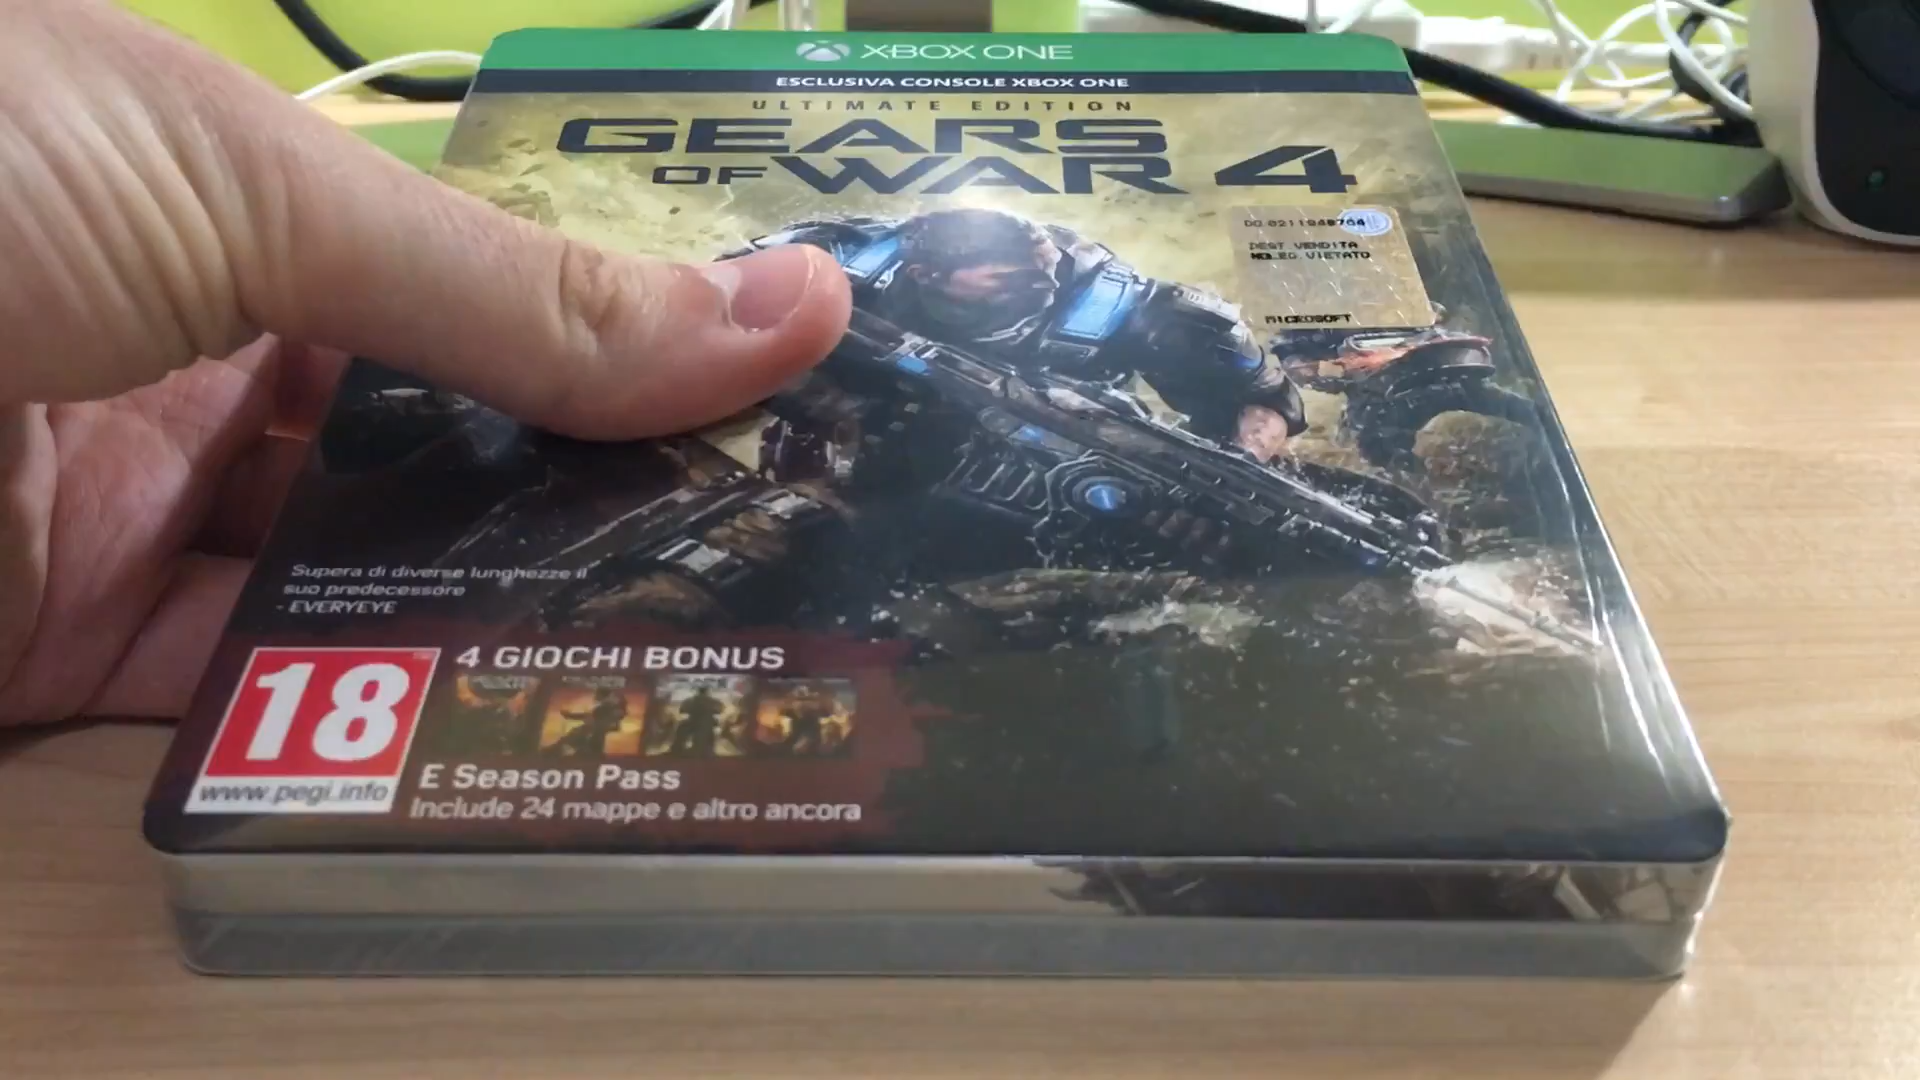 XBOX ONE
ESCLUSIVA CONSOLE XBOX ONE
ULTIMATE EDITION
GEARS
OF WAR 4
DEST.VENDITA
NOLEG.VIETATO
MICROSOFT
Supera di diverse lunghezze il
suo predecessore
- EVERYEYE
18
www.pegi.info
4 GIOCHI BONUS
E Season Pass
Include 24 mappe e altro ancora